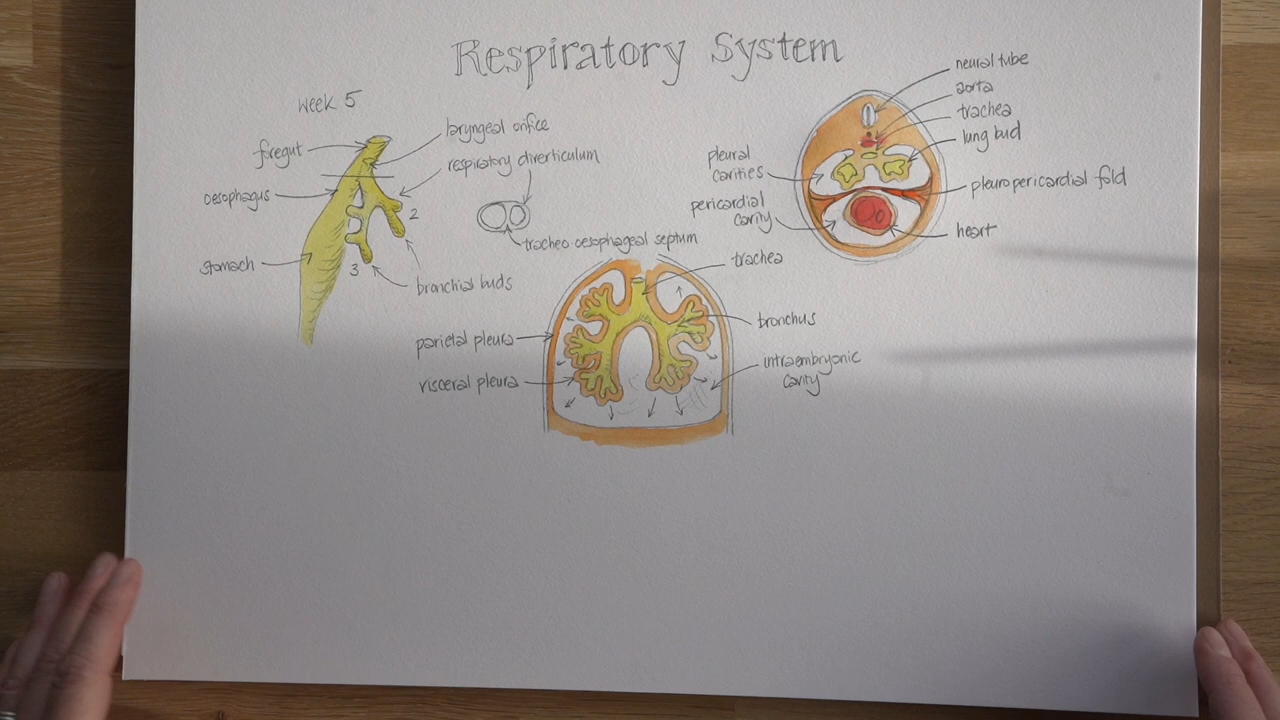 Respiratory System
week 5
foregut
laryngeal orifice
respiratory diverticulum
oesophagus
2
tracheo oesophageal septum
stomach
3
bronchial buds
neural tube
aorta
trachea
lung bud
pleural
cavities
pleuropericardial fold
pericardial
cavity
heart
trachea
bronchus
parietal pleura
intraembryonic
cavity
visceral pleura